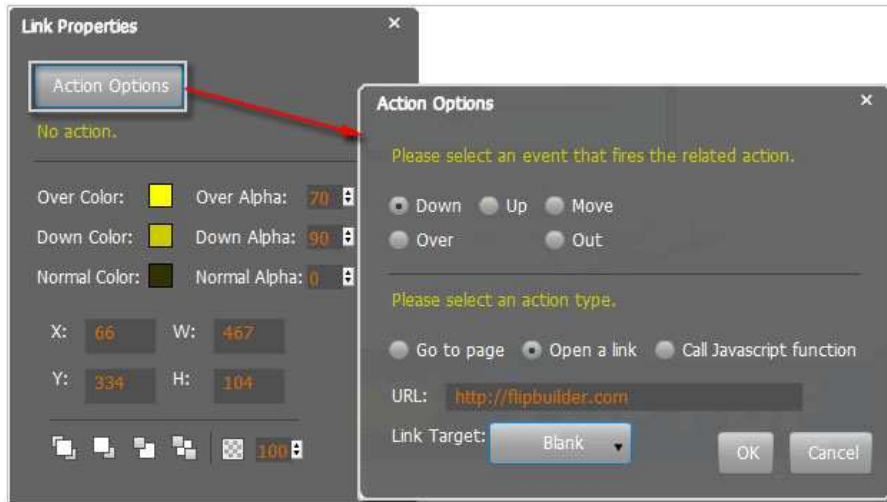 Link Properties
Action Options
No action.
Over Color: Over Alpha: 70
Down Color: Down Alpha: 90
Normal Color: Normal Alpha: 0
X: 66 W: 467
Y: 334 H: 104
100
Action Options
Please select an event that fires the related action.
Down Up Move
Over Out
Please select an action type.
Go to page Open a link Call Javascript function
URL: http://flipbuilder.com
Link Target: Blank
OK Cancel